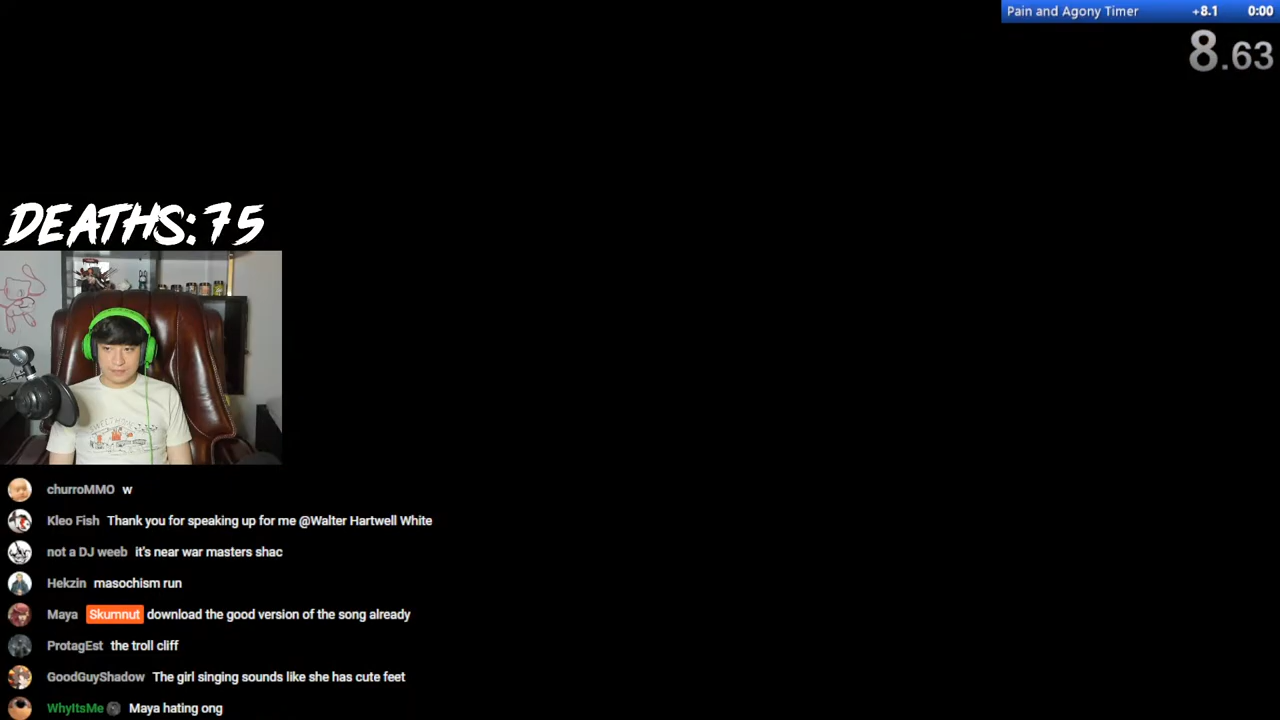 Pain and Agony Timer +8.1 0:00
8.63
DEATHS:75
churroMMO w
Kleo Fish Thank you for speaking up for me @Walter Hartwell White
not a DJ weeb it's near war masters shac
Hekzin masochism run
Maya Skumnut download the good version of the song already
ProtagEst the troll cliff
GoodGuyShadow The girl singing sounds like she has cute feet
WhyItsMe Maya hating ong